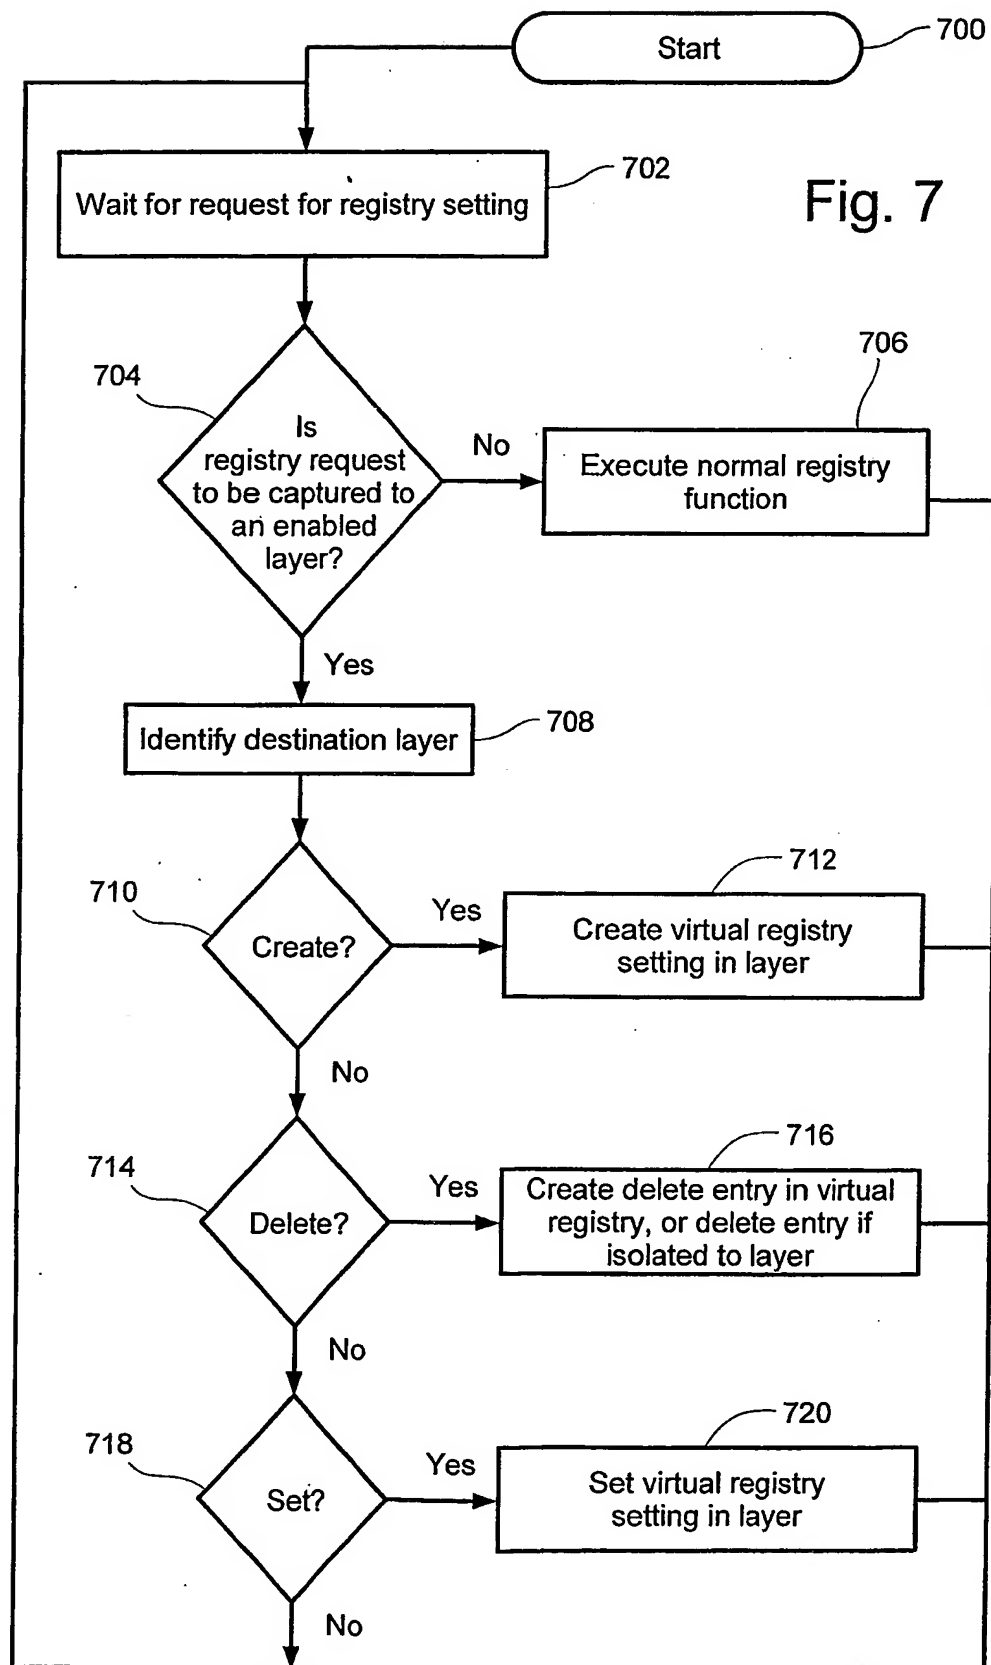 Start
700
Wait for request for registry setting
702
Fig. 7
704
Is
registry request
to be captured to
an enabled
layer?
No
706
Execute normal registry
function
Yes
Identify destination layer
708
710
Create?
Yes
712
Create virtual registry
setting in layer
No
714
Delete?
Yes
716
Create delete entry in virtual
registry, or delete entry if
isolated to layer
No
718
Set?
Yes
720
Set virtual registry
setting in layer
No